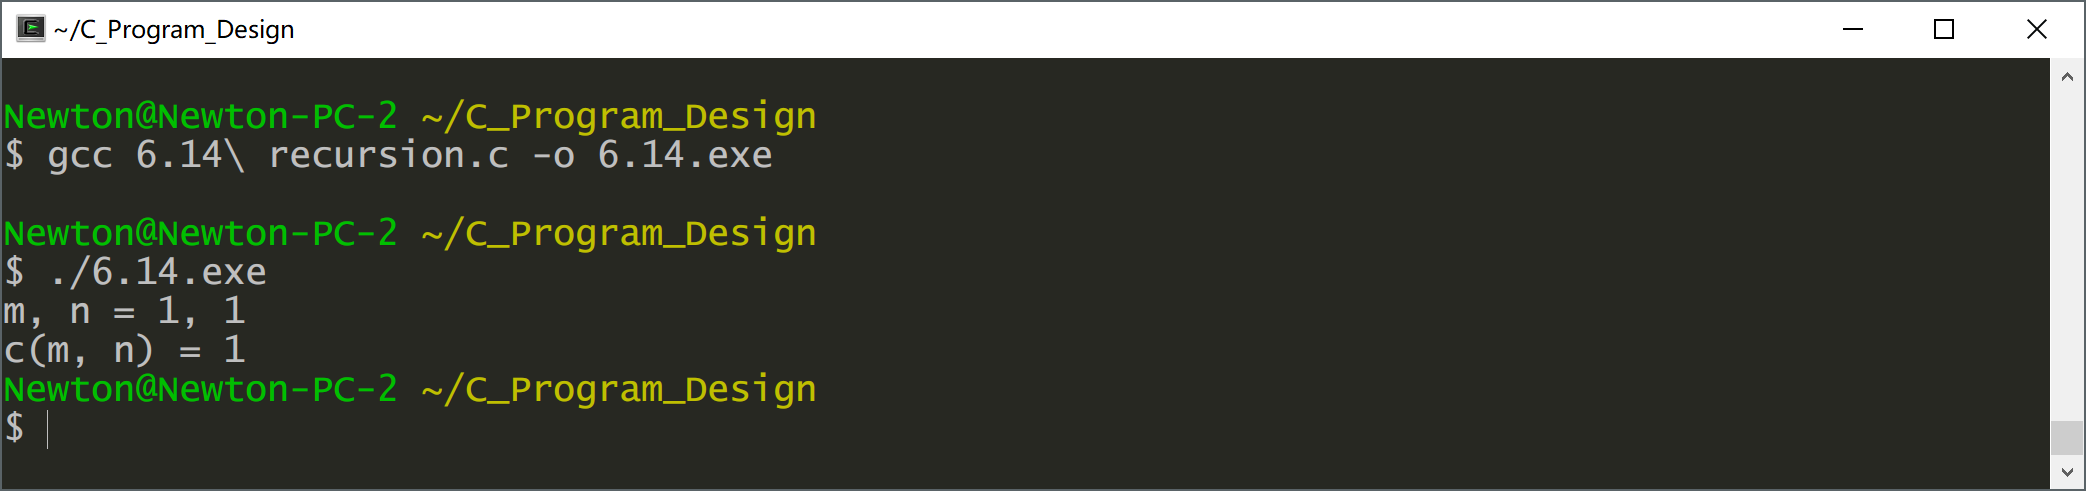 ~/C_Program_Design
Newton@Newton-PC-2 ~/C_Program_Design
$ gcc 6.14\ recursion.c -o 6.14.exe
Newton@Newton-PC-2 ~/C_Program_Design
$ ./6.14.exe
m, n = 1, 1
c(m, n) = 1
Newton@Newton-PC-2 ~/C_Program_Design
$